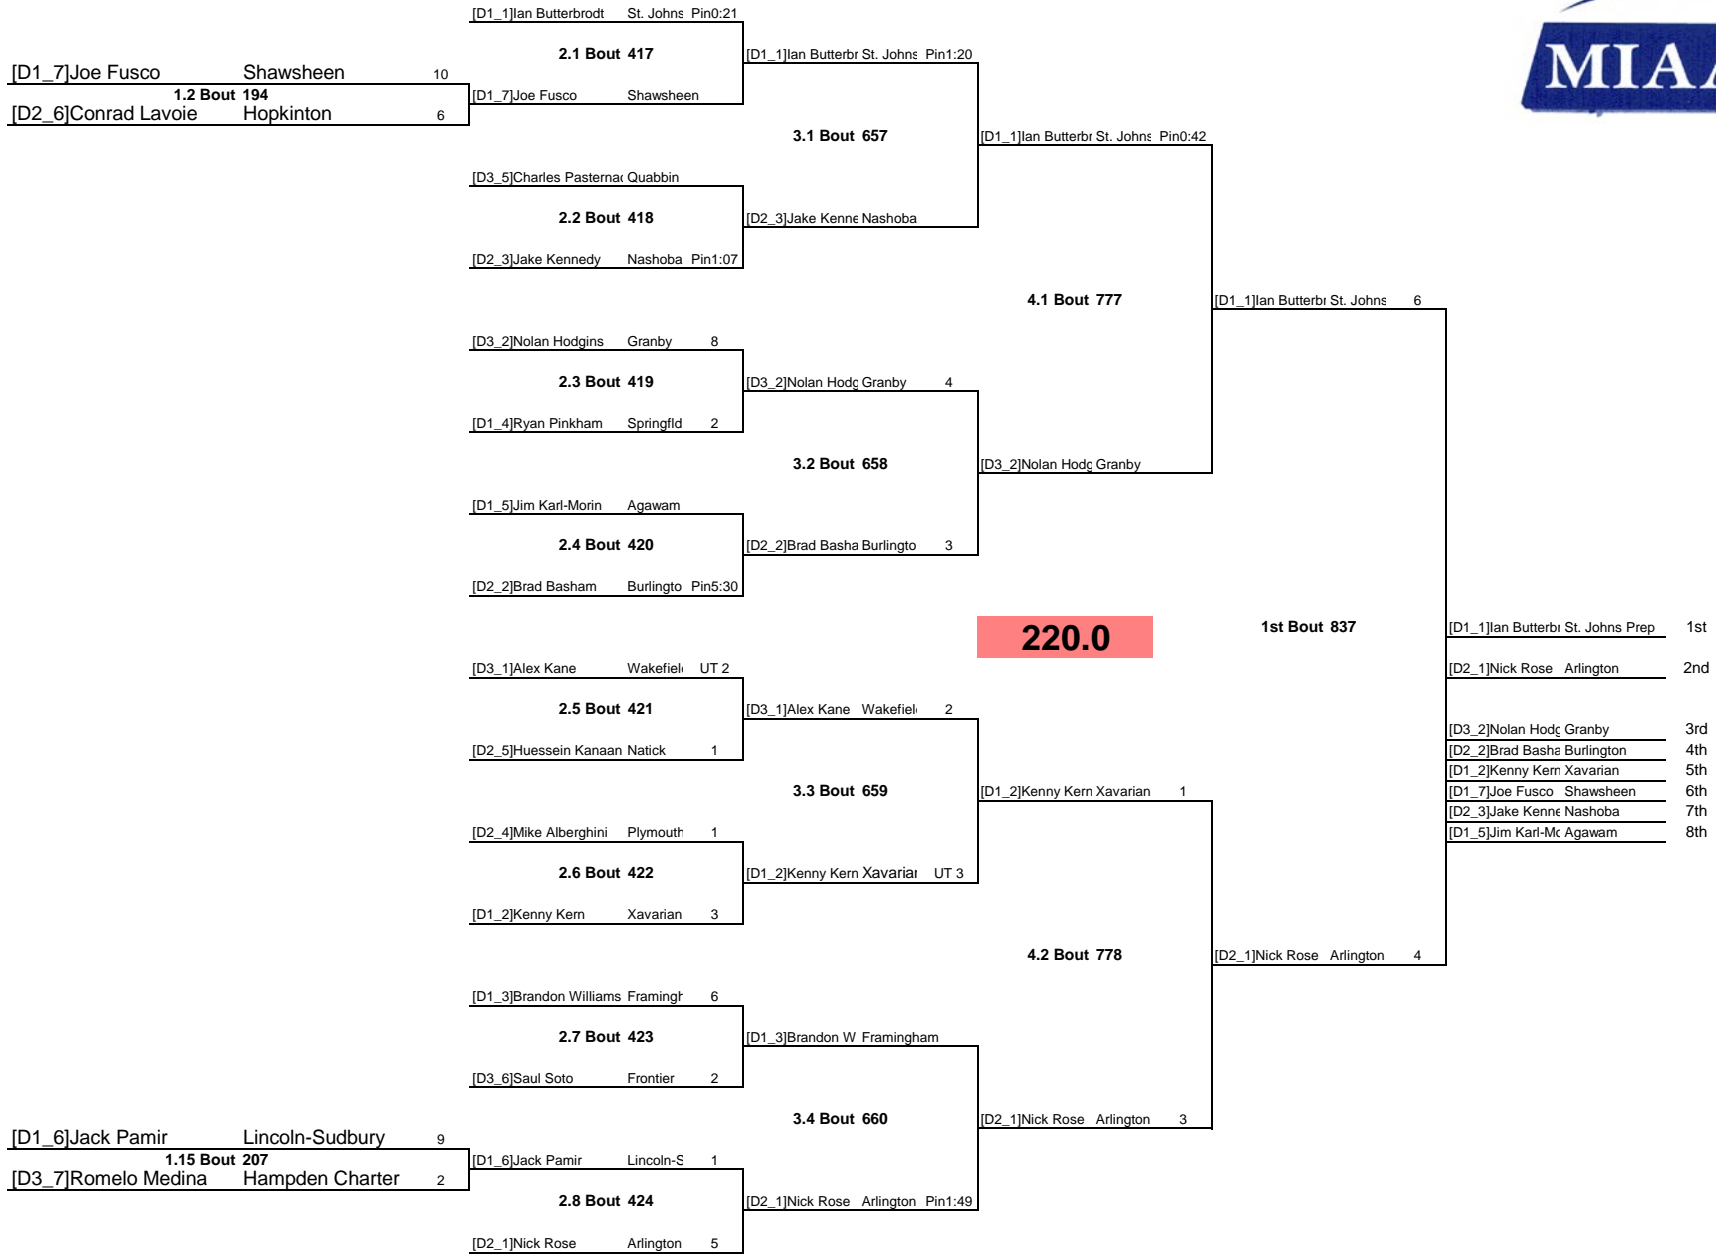 [D1_1]Ian Butterbrodt St. Johns Pin0:21
2.1 Bout 417
[D1_1]Ian Butterbr St. Johns Pin1:20
MIAA
[D1_7]Joe Fusco Shawsheen 10
1.2 Bout 194
[D1_7]Joe Fusco Shawsheen
[D2_6]Conrad Lavoie Hopkinton 6
3.1 Bout 657
[D1_1]Ian Butterbr St. Johns Pin0:42
[D3_5]Charles Pasternac Quabbin
2.2 Bout 418
[D2_3]Jake Kenne Nashoba
[D2_3]Jake Kennedy Nashoba Pin1:07
4.1 Bout 777
[D1_1]Ian Butterbr St. Johns 6
[D3_2]Nolan Hodgins Granby 8
2.3 Bout 419
[D3_2]Nolan Hodg Granby 4
[D1_4]Ryan Pinkham Springfld 2
3.2 Bout 658
[D3_2]Nolan Hodg Granby
[D1_5]Jim Karl-Morin Agawam
2.4 Bout 420
[D2_2]Brad Basha Burlingto 3
[D2_2]Brad Basham Burlingto Pin5:30
220.0
1st Bout 837
[D1_1]Ian Butterbr St. Johns Prep 1st
[D3_1]Alex Kane Wakefiel UT 2
[D2_1]Nick Rose Arlington 2nd
2.5 Bout 421
[D3_1]Alex Kane Wakefiel 2
[D3_2]Nolan Hodg Granby 3rd
[D2_5]Huessein Kanaan Natick 1
[D2_2]Brad Basha Burlington 4th
[D1_2]Kenny Kern Xavarian 5th
3.3 Bout 659
[D1_2]Kenny Kern Xavarian 1
[D1_7]Joe Fusco Shawsheen 6th
[D2_3]Jake Kenne Nashoba 7th
[D2_4]Mike Alberghini Plymouth 1
[D1_5]Jim Karl-Mo Agawam 8th
2.6 Bout 422
[D1_2]Kenny Kern Xavarian UT 3
[D1_2]Kenny Kern Xavarian 3
4.2 Bout 778
[D2_1]Nick Rose Arlington 4
[D1_3]Brandon Williams Framingh 6
2.7 Bout 423
[D1_3]Brandon W Framingham
[D3_6]Saul Soto Frontier 2
3.4 Bout 660
[D2_1]Nick Rose Arlington 3
[D1_6]Jack Pamir Lincoln-Sudbury 9
1.15 Bout 207
[D1_6]Jack Pamir Lincoln-S 1
[D3_7]Romelo Medina Hampden Charter 2
2.8 Bout 424
[D2_1]Nick Rose Arlington Pin1:49
[D2_1]Nick Rose Arlington 5